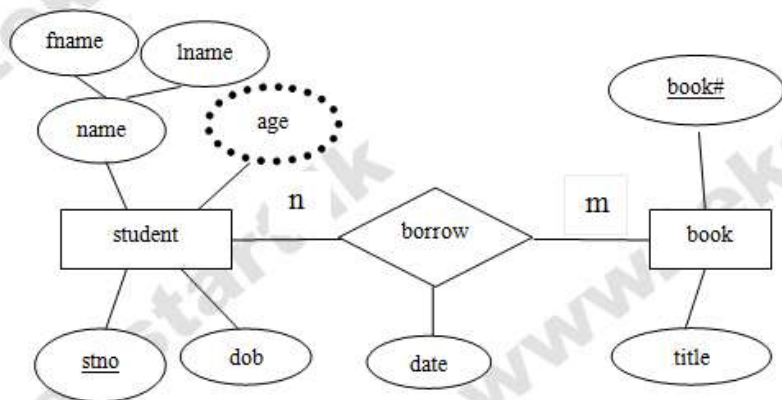 fname
lname
name
age
book#
student
n
borrow
m
book
stno
dob
date
title